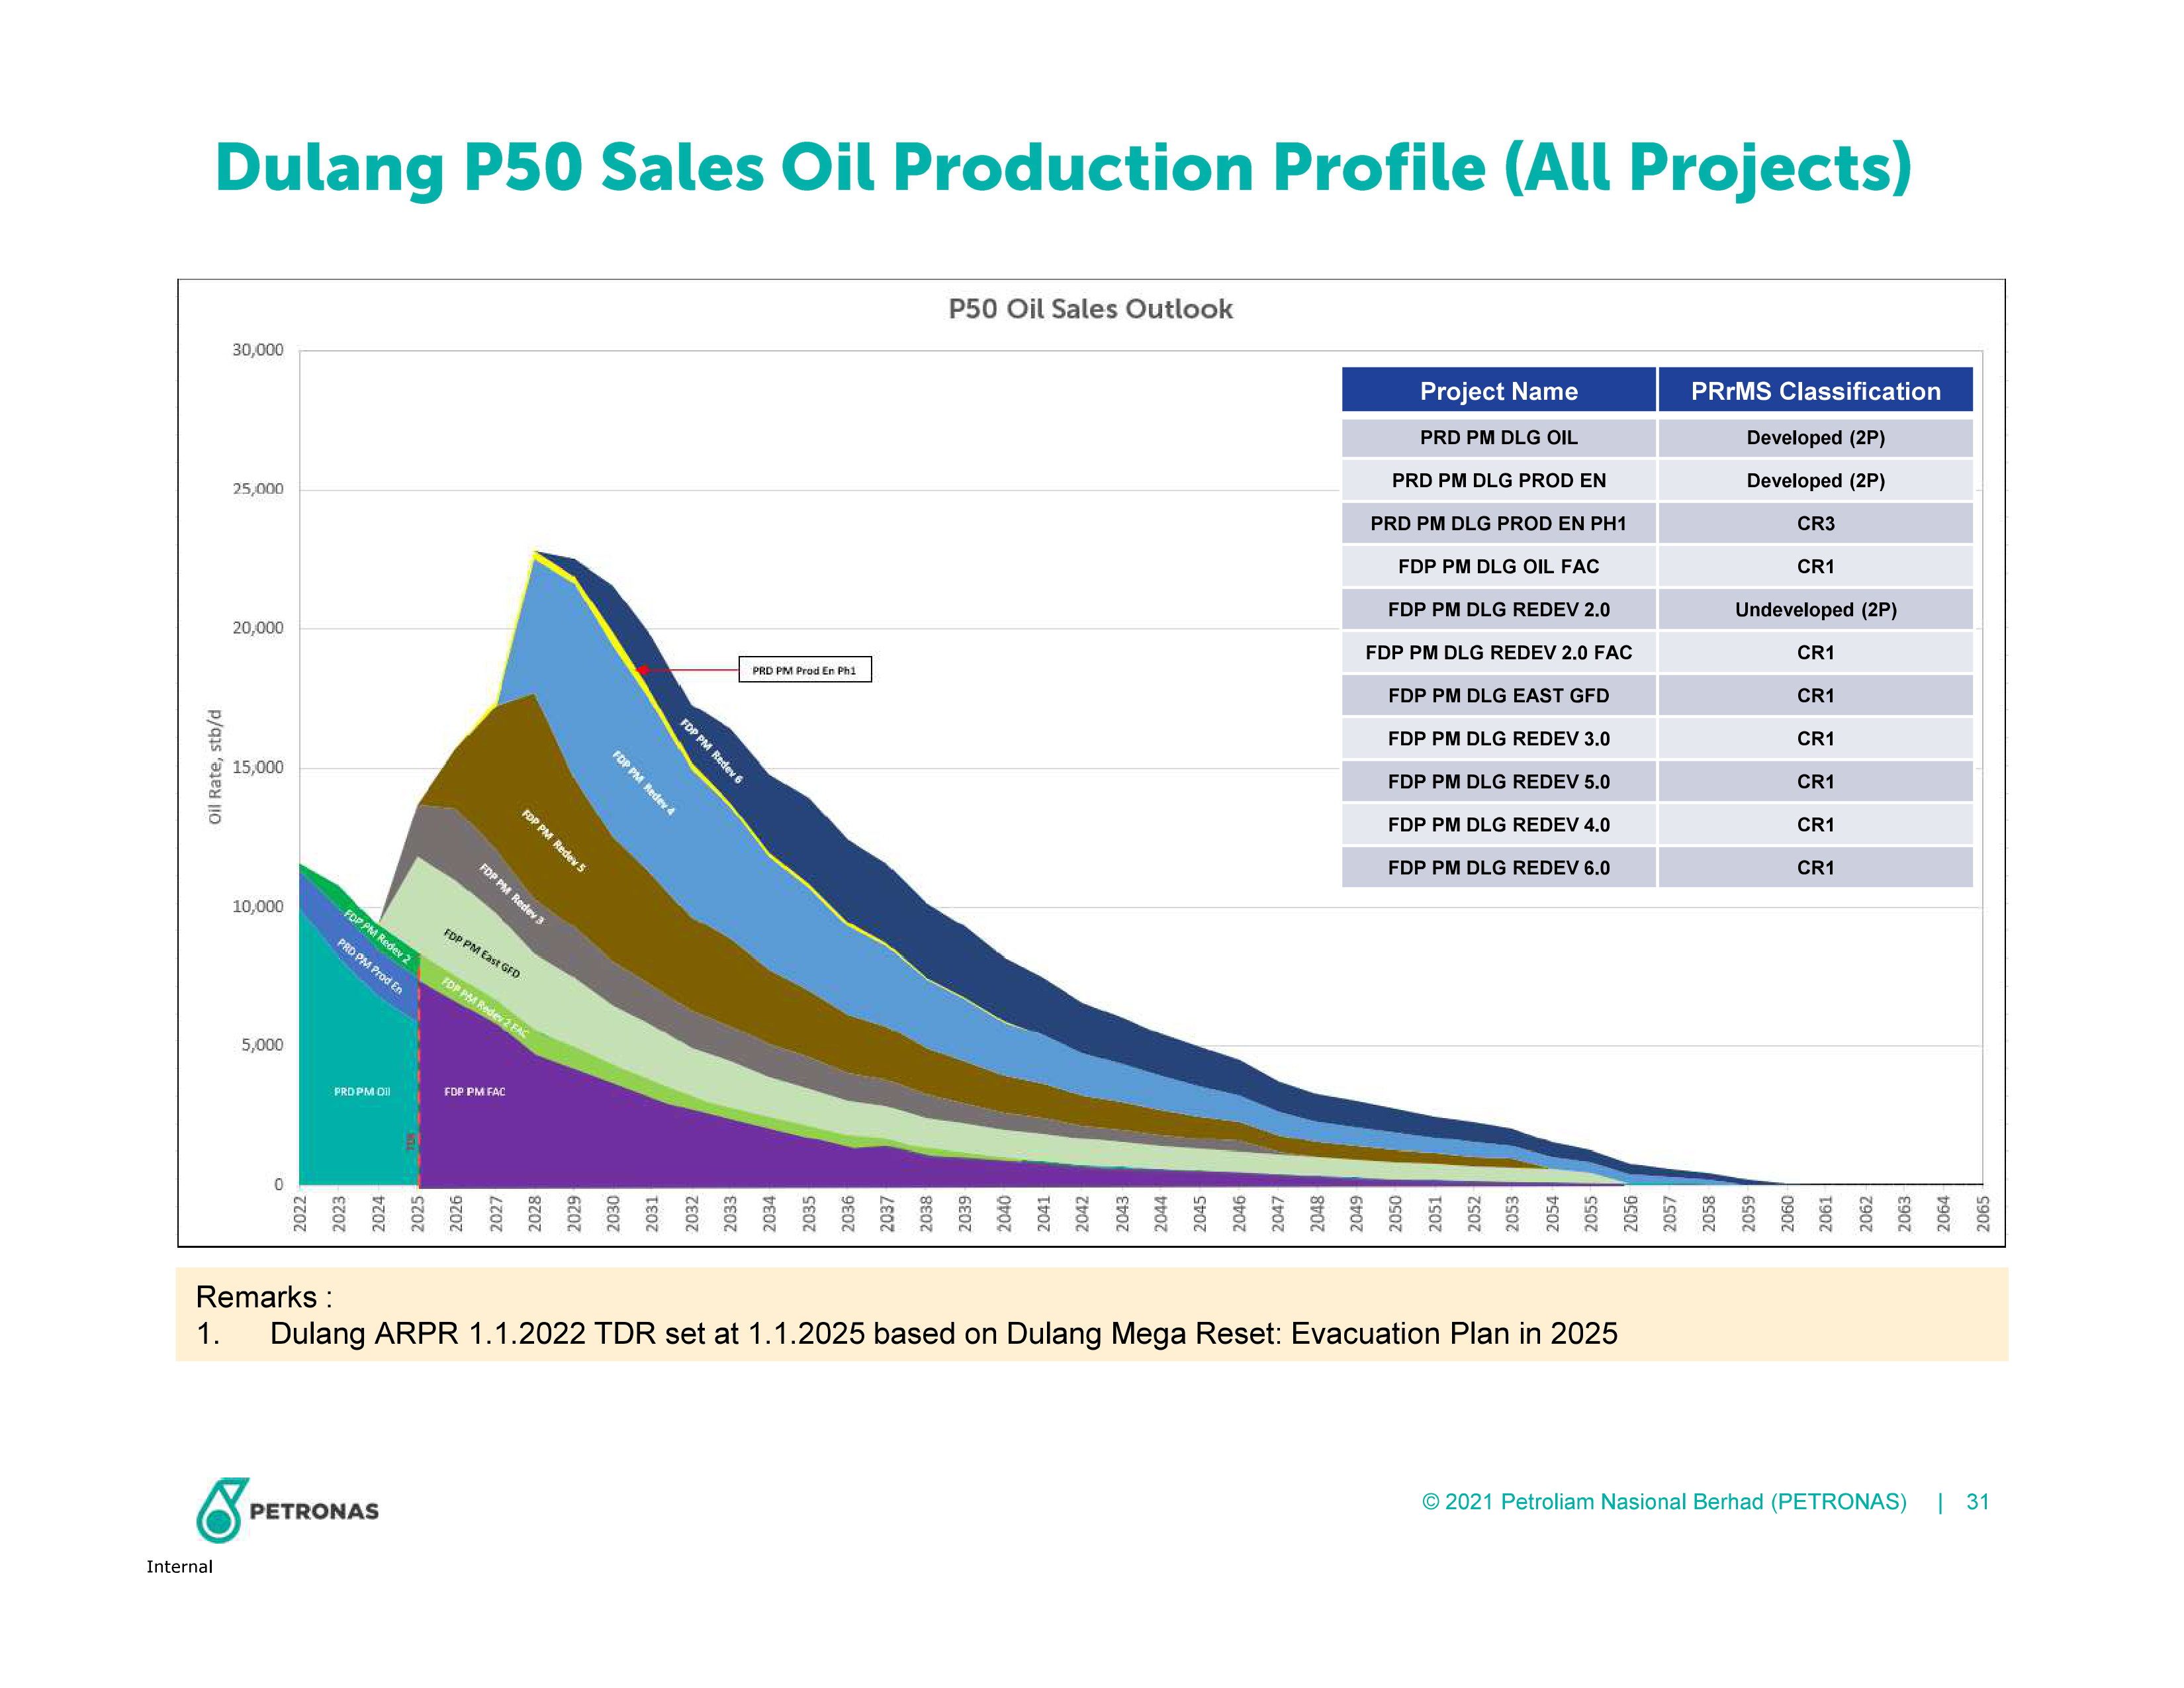 Dulang P50 Sales Oil Production Profile (All Projects)
P50 Oil Sales Outlook
Oil Rate, stb/d
30,000
25,000
20,000
15,000
10,000
5,000
0
2022 2023 2024 2025 2026 2027 2028 2029 2030 2031 2032 2033 2034 2035 2036 2037 2038 2039 2040 2041 2042 2043 2044 2045 2046 2047 2048 2049 2050 2051 2052 2053 2054 2055 2056 2057 2058 2059 2060 2061 2062 2063 2064 2065
PRD PM Prod En Ph1
FDP PM Redev 6
FDP PM Redev 4
FDP PM Redev 5
FDP PM Redev 3
FDP PM East GFD
FDP PM Redev 2
PRD PM Prod En
FDP PM Redev 2 FAC
PRD PM Oil
FDP PM FAC
TDR
Project Name PRrMS Classification
PRD PM DLG OIL Developed (2P)
PRD PM DLG PROD EN Developed (2P)
PRD PM DLG PROD EN PH1 CR3
FDP PM DLG OIL FAC CR1
FDP PM DLG REDEV 2.0 Undeveloped (2P)
FDP PM DLG REDEV 2.0 FAC CR1
FDP PM DLG EAST GFD CR1
FDP PM DLG REDEV 3.0 CR1
FDP PM DLG REDEV 5.0 CR1
FDP PM DLG REDEV 4.0 CR1
FDP PM DLG REDEV 6.0 CR1
Remarks :
1. Dulang ARPR 1.1.2022 TDR set at 1.1.2025 based on Dulang Mega Reset: Evacuation Plan in 2025
PETRONAS
© 2021 Petroliam Nasional Berhad (PETRONAS) | 31
Internal